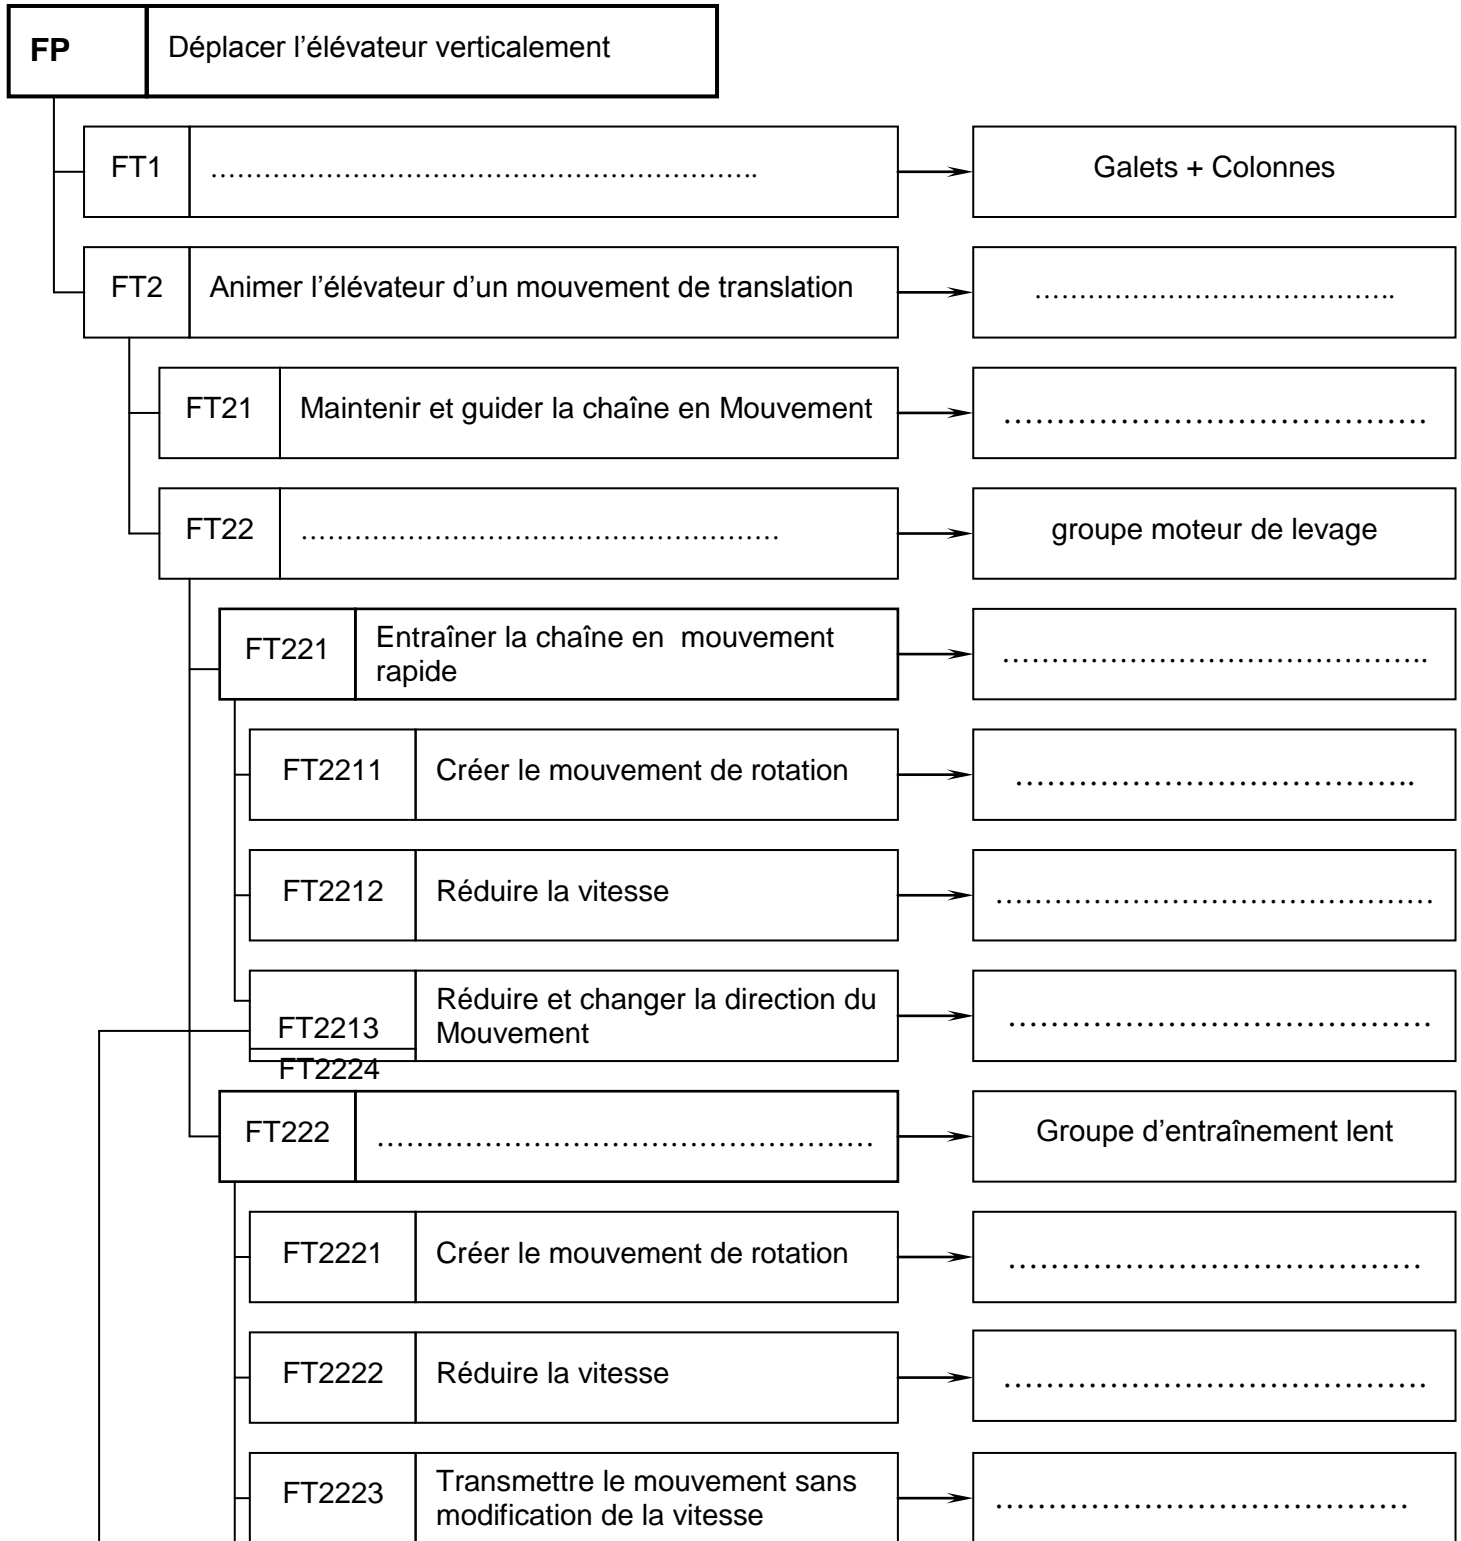 FP Déplacer l’élévateur verticalement
FT1 ………………………………………………………..
Galets + Colonnes
FT2 Animer l’élévateur d’un mouvement de translation
…………………………………..
FT21 Maintenir et guider la chaîne en Mouvement
……………………………………
FT22 ………………………………………………
groupe moteur de levage
FT221 Entraîner la chaîne en mouvement
rapide
……………………………………..
FT2211 Créer le mouvement de rotation
…………………………………..
FT2212 Réduire la vitesse
………………………………………
FT2213 Réduire et changer la direction du
Mouvement
……………………………………
FT2224
FT222 ……………………………………………
Groupe d’entraînement lent
FT2221 Créer le mouvement de rotation
……………………………………
FT2222 Réduire la vitesse
……………………………………
FT2223 Transmettre le mouvement sans
modification de la vitesse
……………………………………